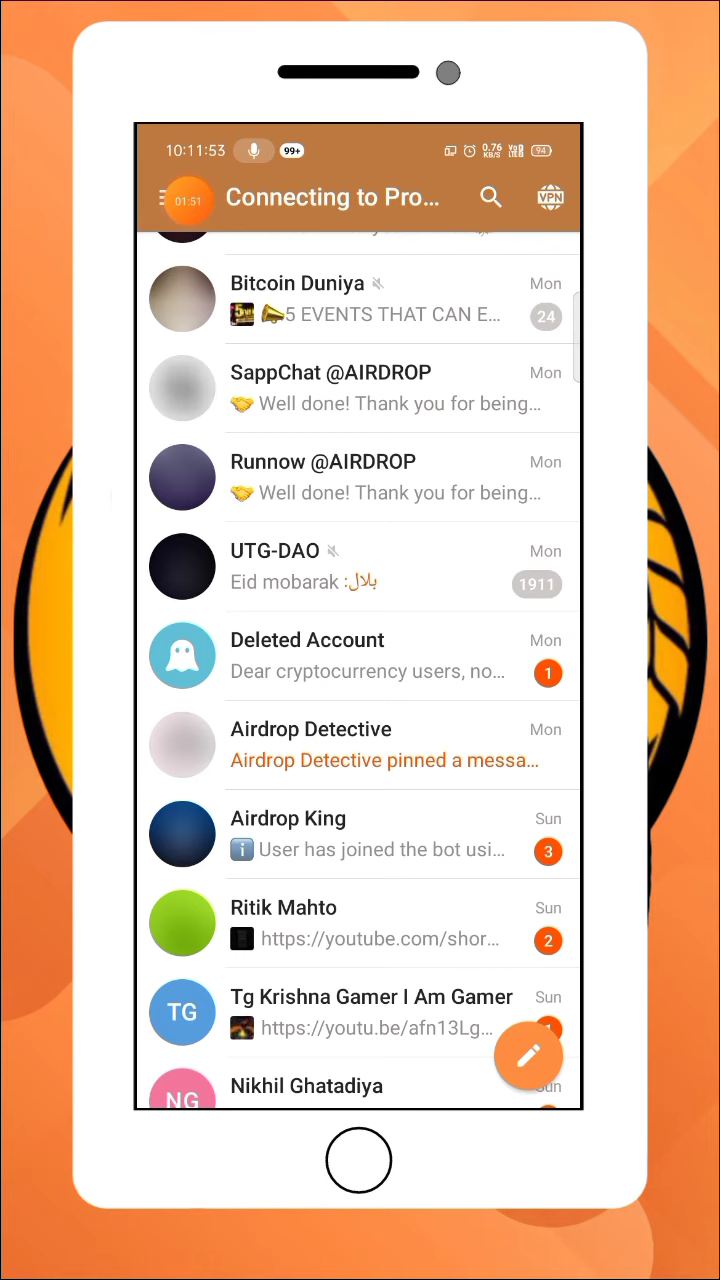 10:11:53 99+ 0.76 KB/S Vo LTE 94
01:51 Connecting to Pro... VPN
Bitcoin Duniya Mon
📣5 EVENTS THAT CAN E... 24
SappChat @AIRDROP Mon
🤝 Well done! Thank you for being...
Runnow @AIRDROP Mon
🤝 Well done! Thank you for being...
UTG-DAO Mon
Eid mobarak :بلال 1911
Deleted Account Mon
Dear cryptocurrency users, no... 1
Airdrop Detective Mon
Airdrop Detective pinned a messa...
Airdrop King Sun
ℹ️ User has joined the bot usi... 3
Ritik Mahto Sun
https://youtube.com/shor... 2
TG Tg Krishna Gamer I Am Gamer Sun
https://youtu.be/afn13Lg...
NG Nikhil Ghatadiya Sun